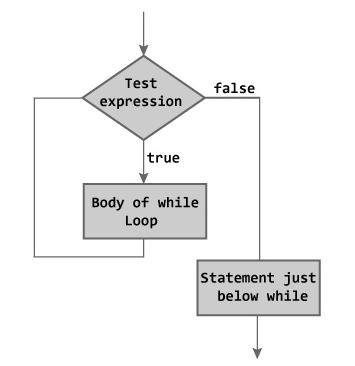 Test
expression
false
true
Body of while
Loop
Statement just
below while